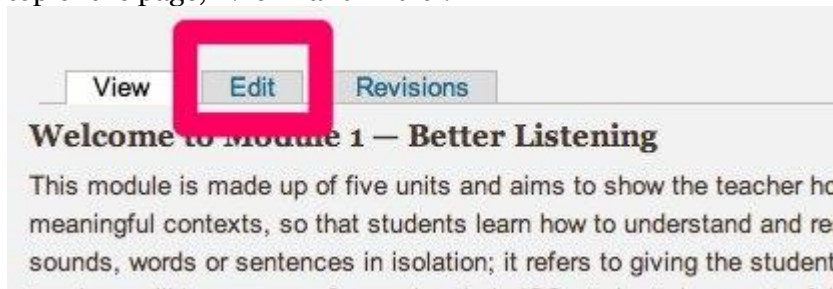 View Edit Revisions
Welcome to Module 1 — Better Listening
This module is made up of five units and aims to show the teacher
meaningful contexts, so that students learn how to understand and
sounds, words or sentences in isolation; it refers to giving the student